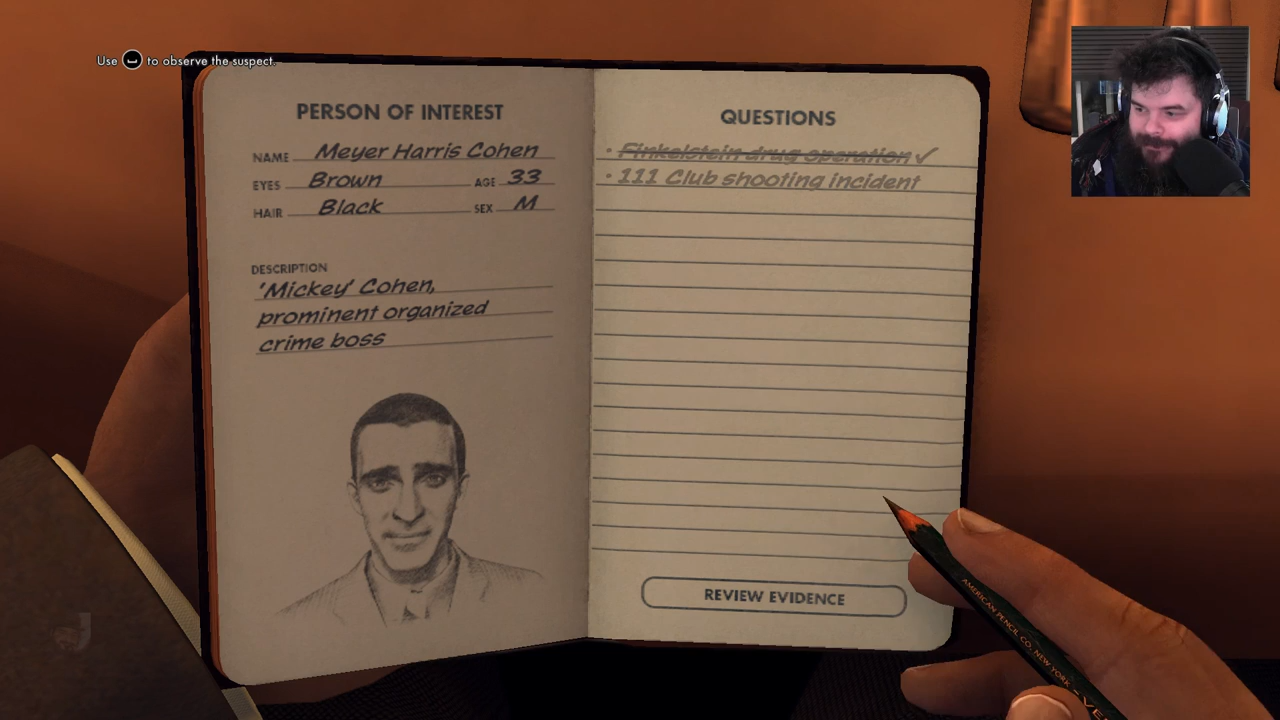 Use to observe the suspect.
PERSON OF INTEREST
NAME Meyer Harris Cohen
EYES Brown AGE 33
HAIR Black SEX M
DESCRIPTION
'Mickey' Cohen,
prominent organized
crime boss
QUESTIONS
· Finkelstein drug operation ✓
· 111 Club shooting incident
REVIEW EVIDENCE
AMERICAN PENCIL CO. NEW YORK